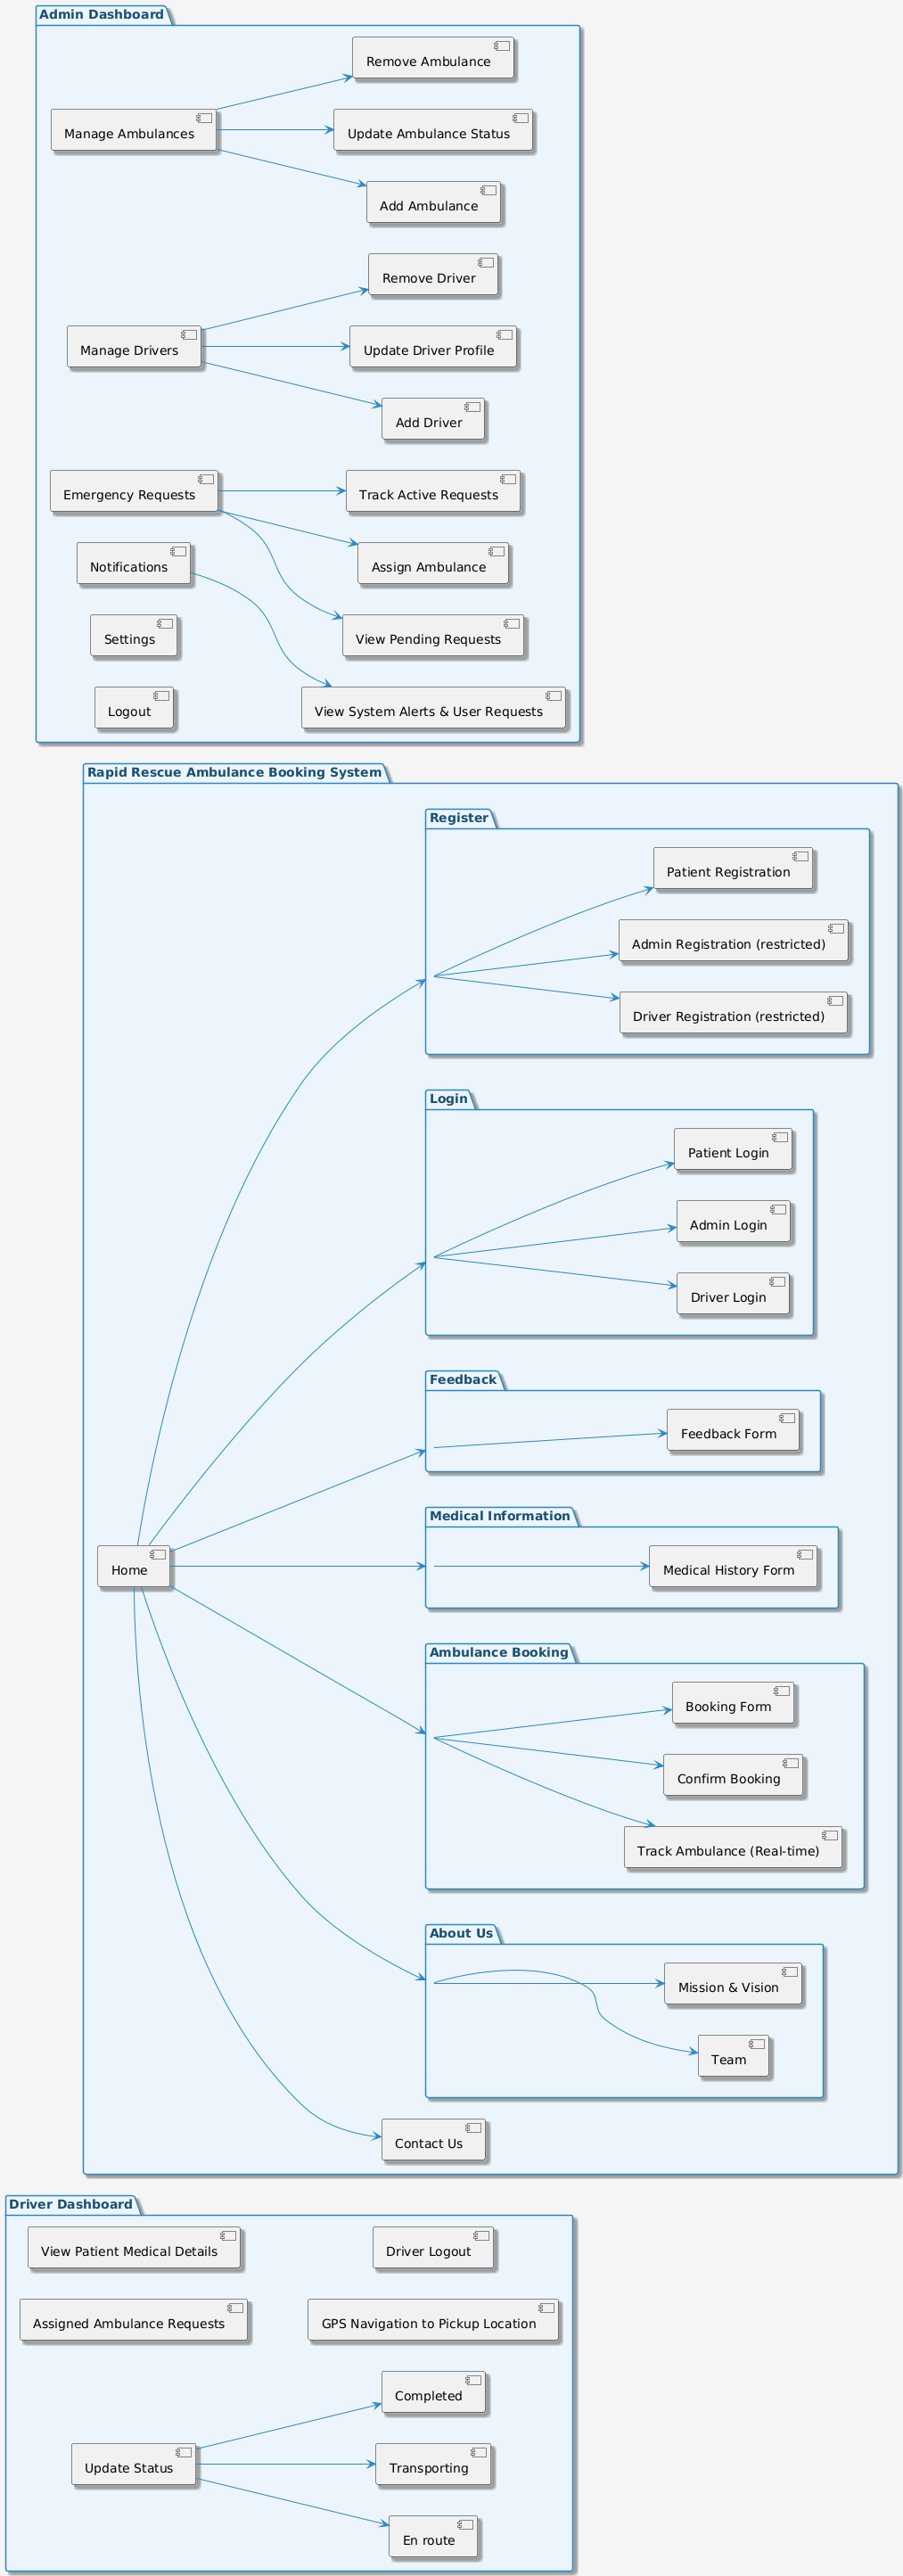 Admin Dashboard
Remove Ambulance
Manage Ambulances
Update Ambulance Status
Add Ambulance
Remove Driver
Manage Drivers
Update Driver Profile
Add Driver
Emergency Requests
Track Active Requests
Notifications
Assign Ambulance
Settings
View Pending Requests
Logout
View System Alerts & User Requests
Rapid Rescue Ambulance Booking System
Register
Patient Registration
Admin Registration (restricted)
Driver Registration (restricted)
Login
Patient Login
Admin Login
Driver Login
Feedback
Feedback Form
Medical Information
Home
Medical History Form
Ambulance Booking
Booking Form
Confirm Booking
Track Ambulance (Real-time)
About Us
Mission & Vision
Team
Contact Us
Driver Dashboard
View Patient Medical Details
Driver Logout
Assigned Ambulance Requests
GPS Navigation to Pickup Location
Completed
Update Status
Transporting
En route